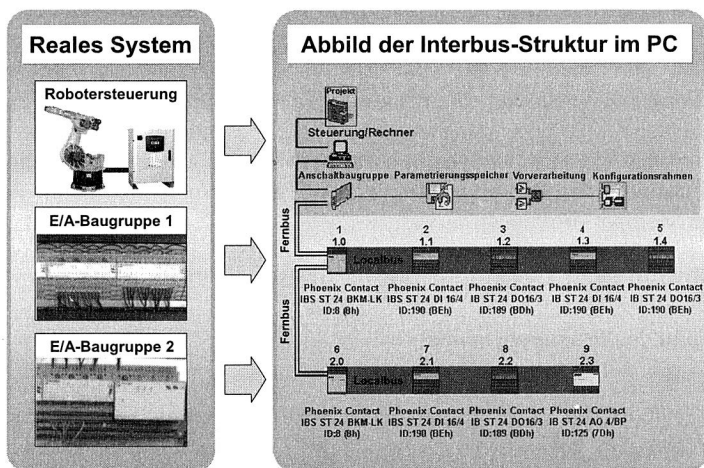 Reales System
Robotersteuerung
E/A-Baugruppe 1
E/A-Baugruppe 2
Abbild der Interbus-Struktur im PC
Projekt
Steuerung/Rechner
Anschaltbaugruppe Parametrierungsspeicher Vorverarbeitung Konfigurationsrahmen
Fernbus
1 2 3 4 5
1.0 1.1 1.2 1.3 1.4
Localbus
Phoenix Contact Phoenix Contact Phoenix Contact Phoenix Contact Phoenix Contact
IBS ST 24 BKM-LK IBS ST 24 DI 16/4 IB ST 24 DO16/3 IB ST 24 DI 16/4 IB ST 24 DO16/3
ID:8 (8h) ID:190 (BEh) ID:189 (BDh) ID:190 (BEh) ID:190 (BEh)
Fernbus
6 7 8 9
2.0 2.1 2.2 2.3
Localbus
Phoenix Contact Phoenix Contact Phoenix Contact Phoenix Contact
IBS ST 24 BKM-LK IBS ST 24 DI 16/4 IB ST 24 DO16/3 IB ST 24 AO 4/BP
ID:8 (8h) ID:190 (BEh) ID:189 (BDh) ID:125 (7Dh)